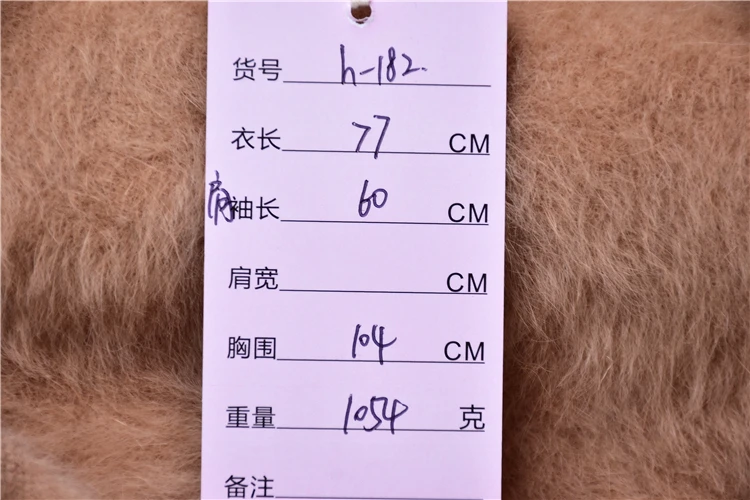 货号 h-182.
衣长 77 CM
肩袖长 60 CM
肩宽 CM
胸围 104 CM
重量 1054 克
备注